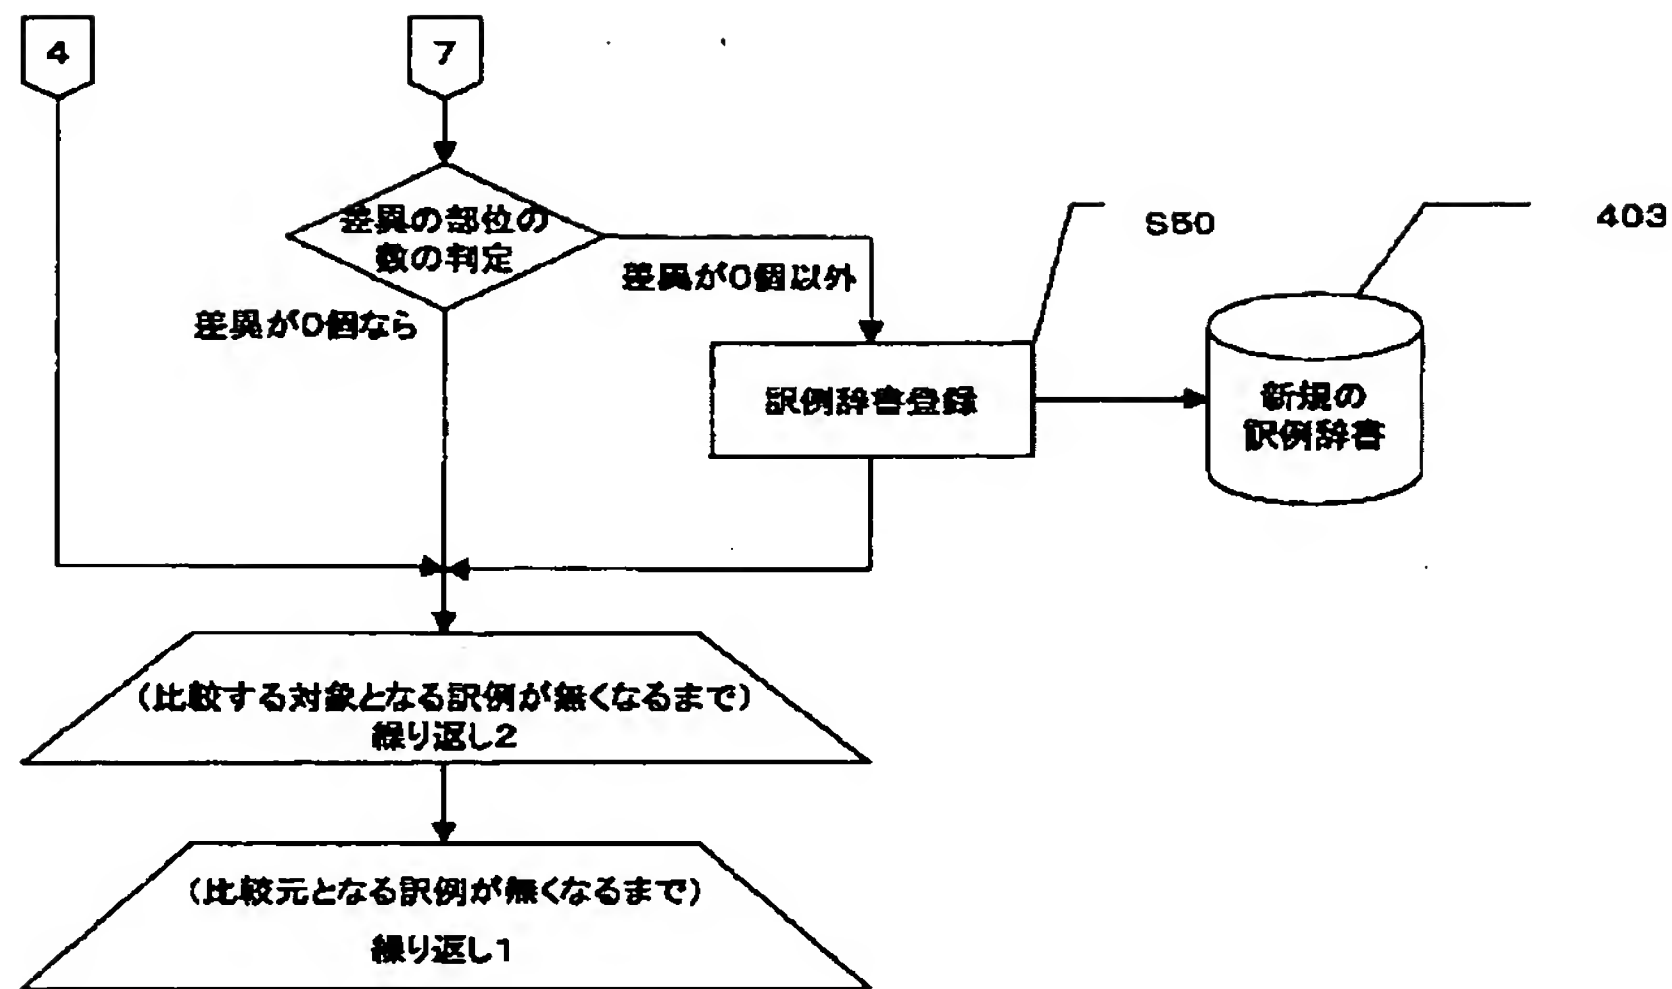 4
7
差異の部位の
数の判定
差異が0個以外
差異が0個なら
S50
403
訳例辞書登録
新規の
訳例辞書
（比較する対象となる訳例が無くなるまで）
繰り返し2
（比較元となる訳例が無くなるまで）
繰り返し1